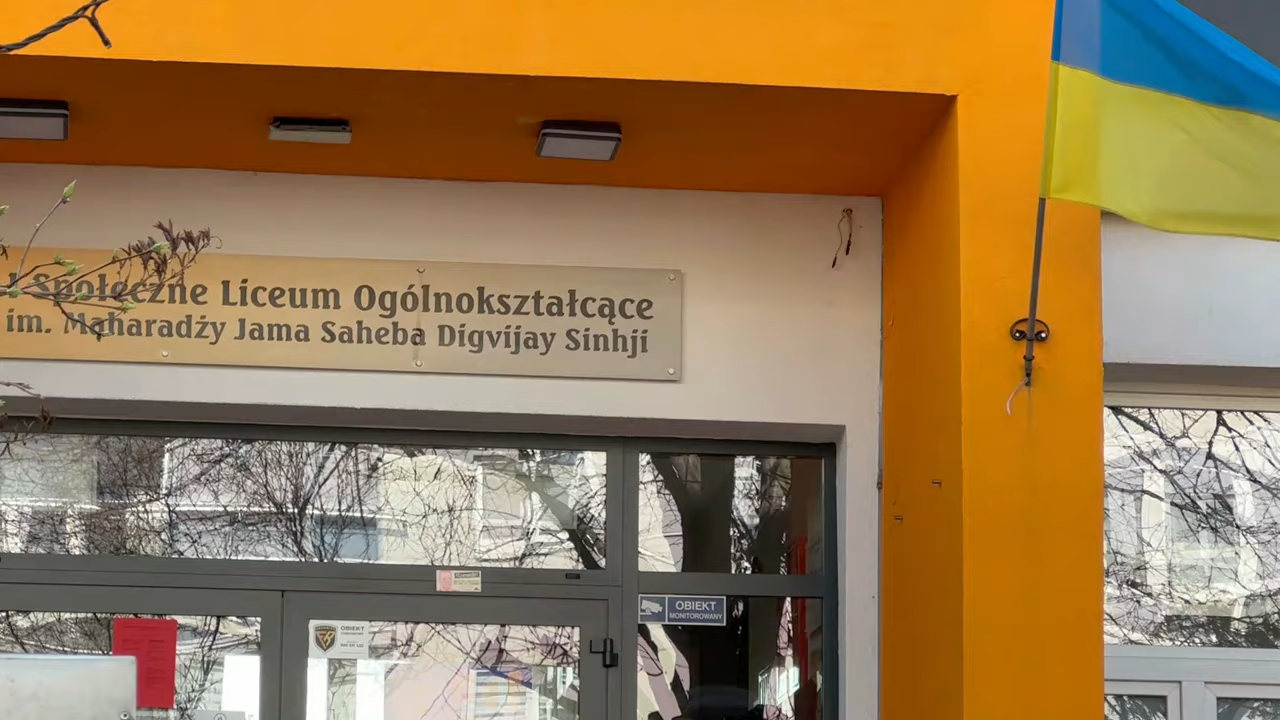 Społeczne Liceum Ogólnokształcące
im. Maharadży Jama Saheba Digvijay Sinhji
OBIEKT
MONITOROWANY
OBIEKT